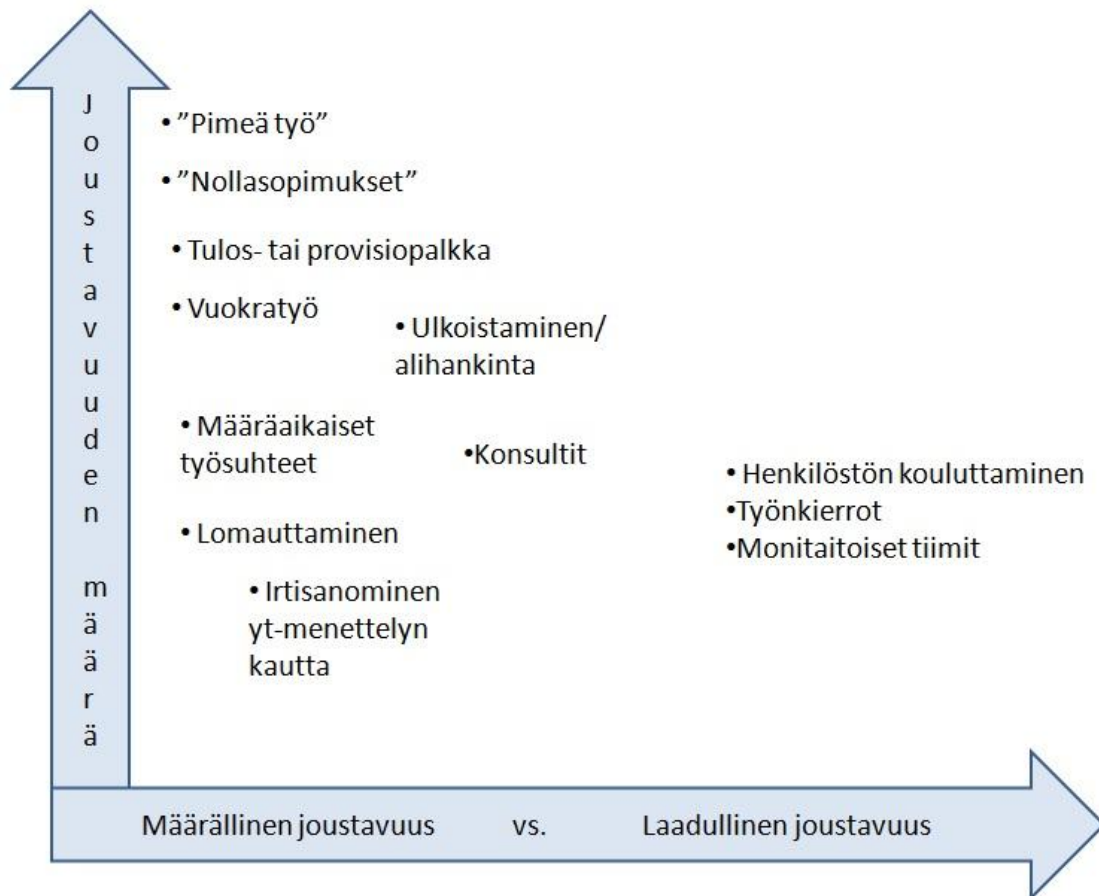 Joustavuuden määrä
• ”Pimeä työ”
• ”Nollasopimukset”
• Tulos- tai provisiopalkka
• Vuokratyö
• Ulkoistaminen/
alihankinta
• Määräaikaiset
työsuhteet
•Konsultit
• Henkilöstön kouluttaminen
•Työnkierrot
•Monitaitoiset tiimit
• Lomauttaminen
• Irtisanominen
yt-menettelyn
kautta
Määrällinen joustavuus vs. Laadullinen joustavuus